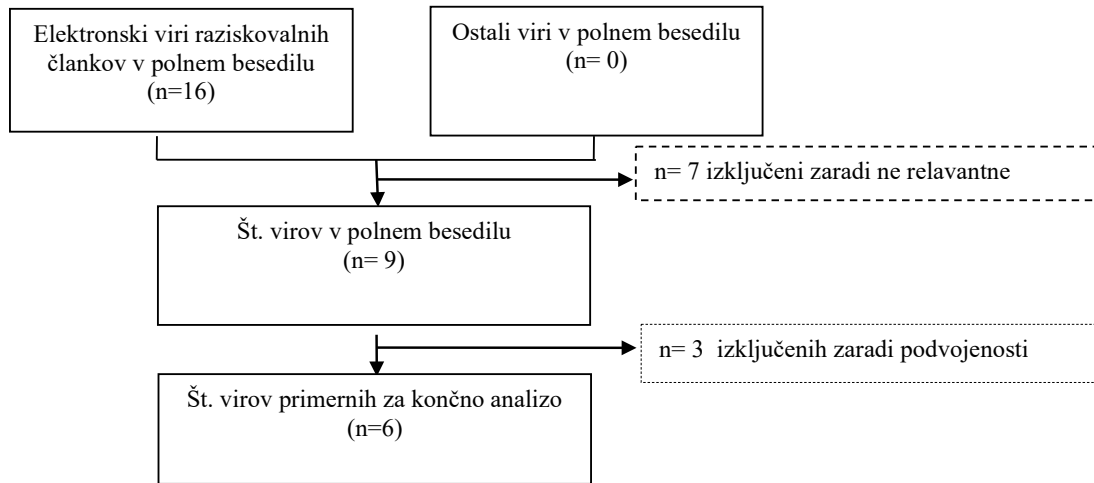 Elektronski viri raziskovalnih
člankov v polnem besedilu
(n=16)
Ostali viri v polnem besedilu
(n= 0)
n= 7 izključeni zaradi ne relavantne
Št. virov v polnem besedilu
(n= 9)
n= 3  izključenih zaradi podvojenosti
Št. virov primernih za končno analizo
(n=6)